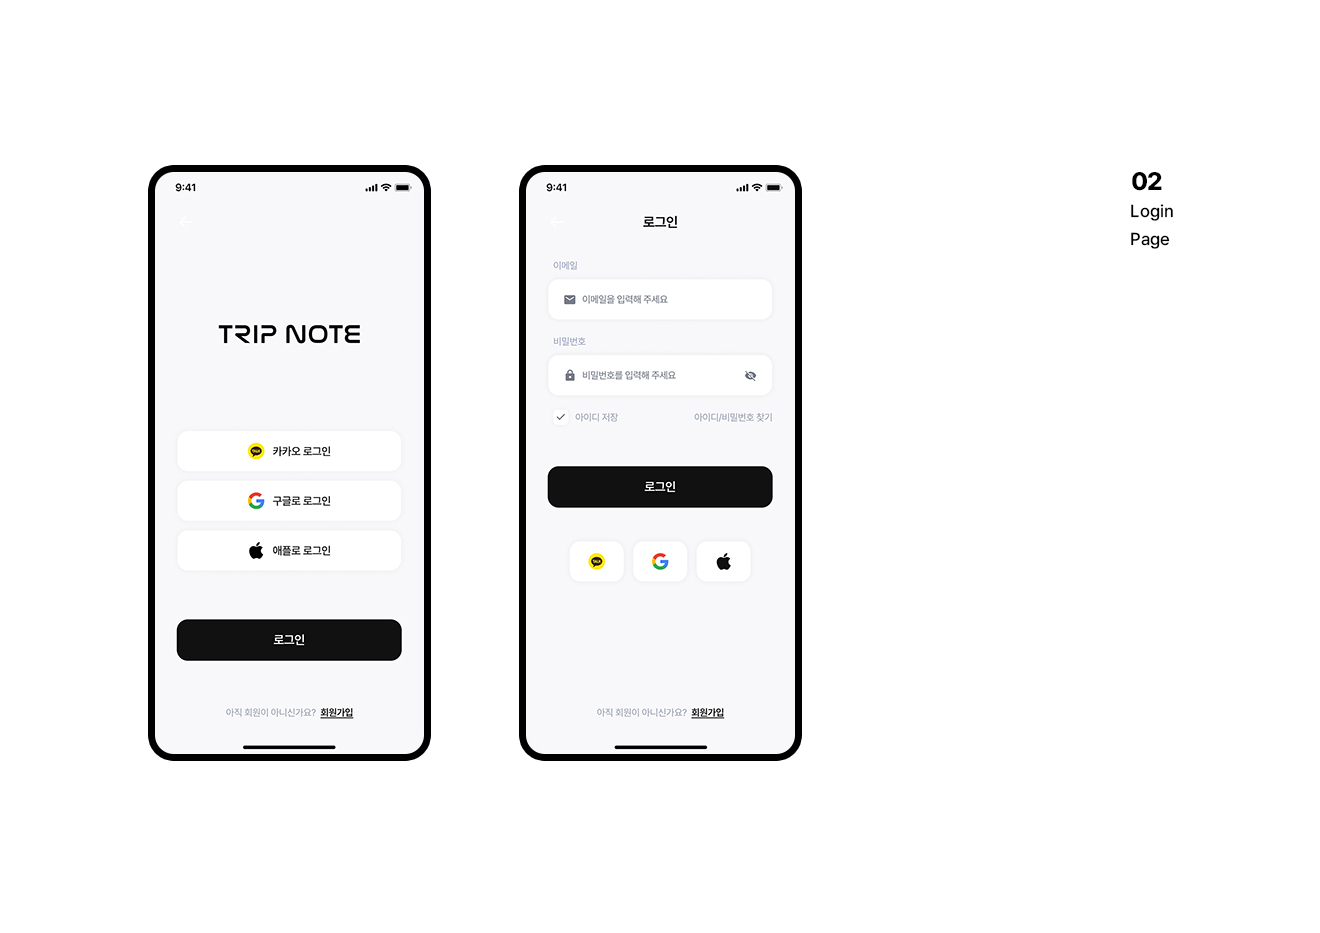 9:41
TRIP NOTE
카카오 로그인
구글로 로그인
애플로 로그인
로그인
아직 회원이 아니신가요? 회원가입
9:41
로그인
이메일
이메일을 입력해 주세요
비밀번호
비밀번호를 입력해 주세요
아이디 저장 아이디/비밀번호 찾기
로그인
아직 회원이 아니신가요? 회원가입
02
Login
Page